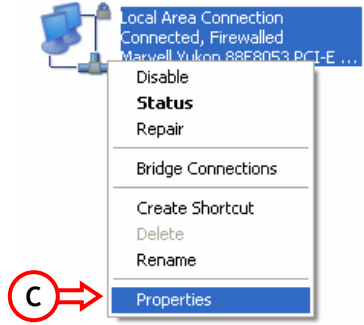 Local Area Connection
Connected, Firewalled
Marvell Yukon 88E8053 PCI-E ...
Disable
Status
Repair
Bridge Connections
Create Shortcut
Delete
Rename
C
Properties